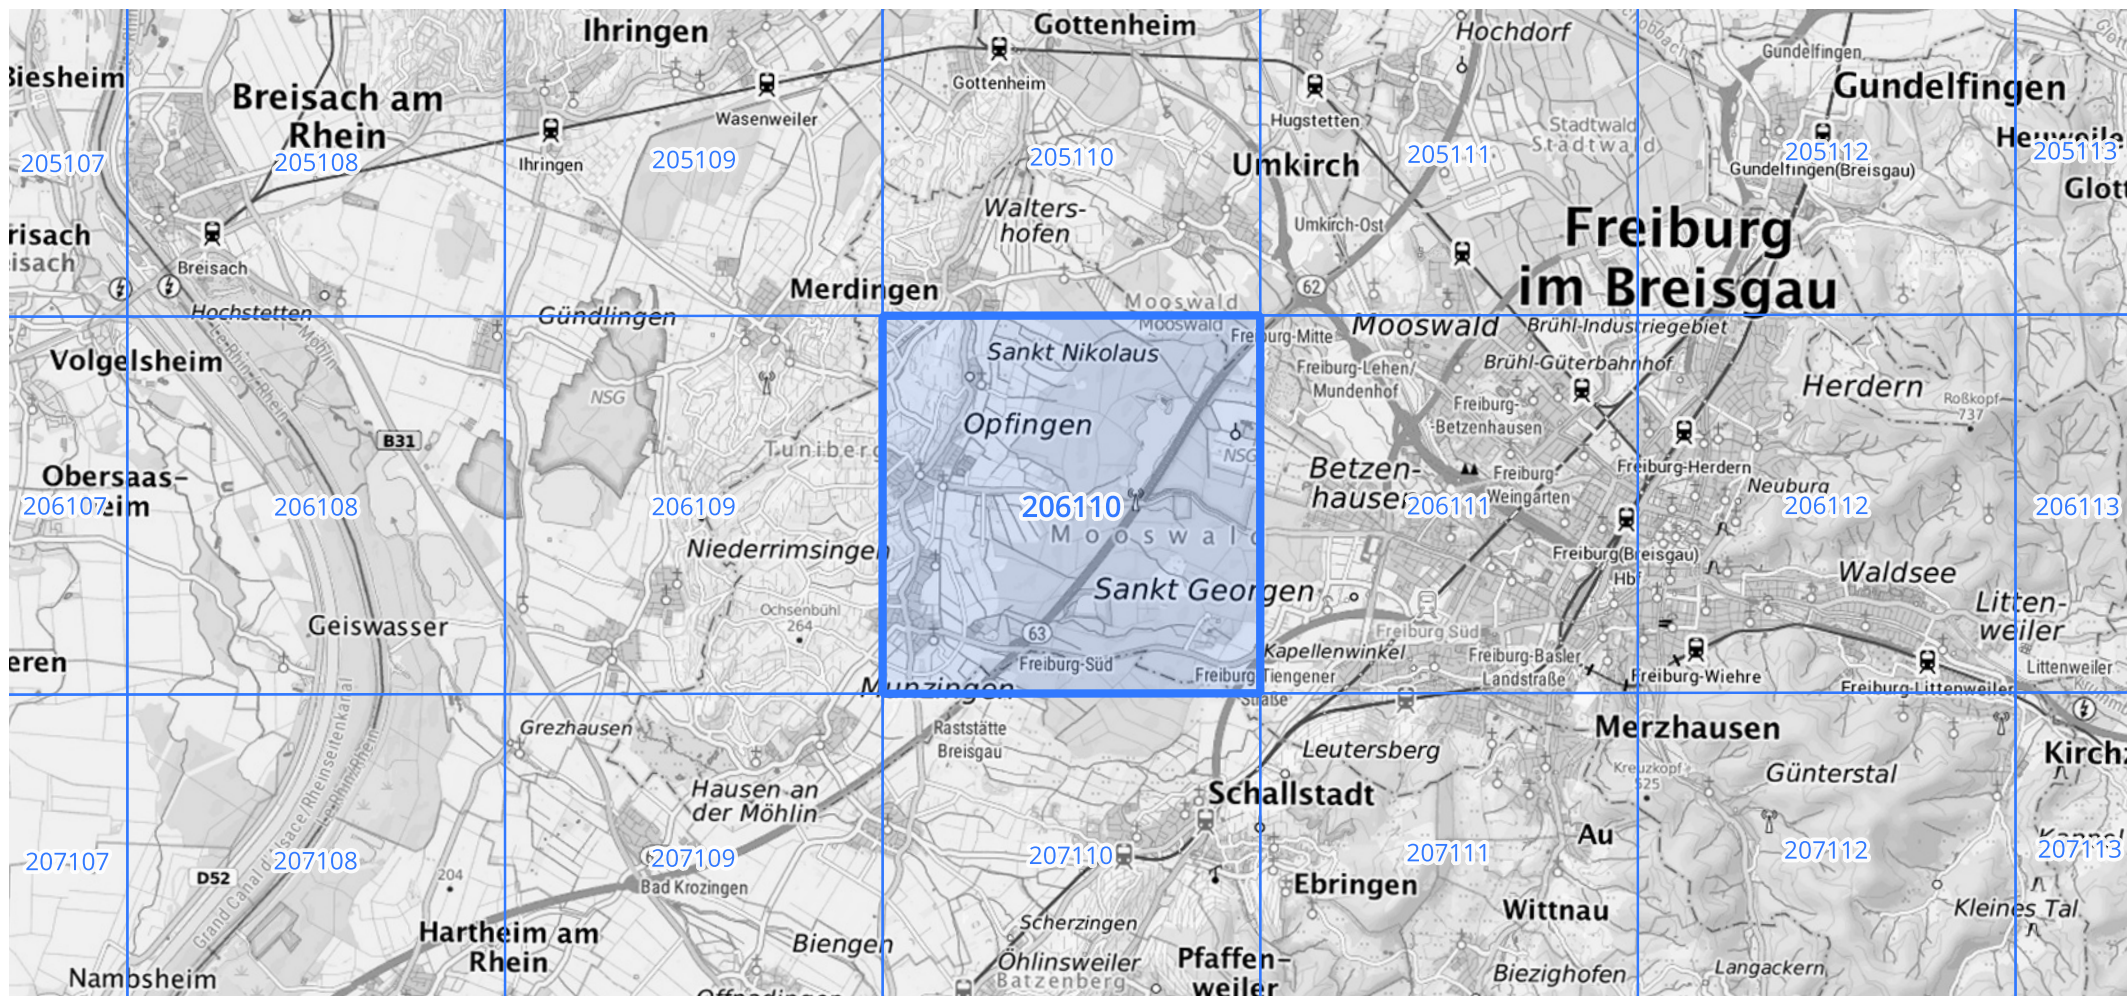 Ihringen
Gottenheim
Hochdorf
Gundelfingen
Biesheim
Breisach am
Rhein
Gottenheim
Gundelfingen
Wasenweiler
Hugstetten
Stadtwald
Stadtwald
Ihringen
Umkirch
Gundelfingen(Breisgau)
205107
205108
205109
205110
205111
205112
205113
Walters-
hofen
Umkirch-Ost
Freiburg
im Breisgau
Breisach
Merdingen
62
Mooswald
Hochstetten
Gündlingen
Mooswald
Mooswald
Brühl-Industriegebiet
Volgelsheim
Sankt Nikolaus
Freiburg-Mitte
Freiburg-Lehen/
Mundenhof
Brühl-Güterbahnhof
Herdern
NSG
Roßkopf
737
Opfingen
Freiburg-
-Betzenhausen
B31
Tuniberg
NSG
Obersaas-
heim
Betzen-
hausen
Freiburg-
Weingarten
Freiburg-Herdern
Neuburg
206107
206108
206109
206110
206111
206112
206113
Mooswald
Niederrimsingen
Freiburg(Breisgau)
Hbf
Waldsee
Sankt Georgen
Litten-
weiler
Ochsenbühl
264
Geiswasser
63
Freiburg Süd
Kapellenwinkel
Freiburg-Süd
Freiburg-Basler
Landstraße
Freiburg-Tiengener
Straße
Freiburg-Wiehre
Littenweiler
Munzingen
Freiburg-Littenweiler
Grezhausen
Raststätte
Breisgau
Merzhausen
Leutersberg
Kreuzkopf
525
Günterstal
Hausen an
der Möhlin
Schallstadt
Au
207107
207108
207109
207110
207111
207112
207113
D52
204
Bad Krozingen
Ebringen
Grand Canal d'Alsace/Rheinseitenkanal
Le Rhin/Rhein
Le Rhin/Rhein
Möhlin
Wittnau
Kleines Tal
Hartheim am
Rhein
Scherzingen
Biengen
Öhlinsweiler
Batzenberg
Pfaffen-
weiler
Biezighofen
Langackern
Nambsheim